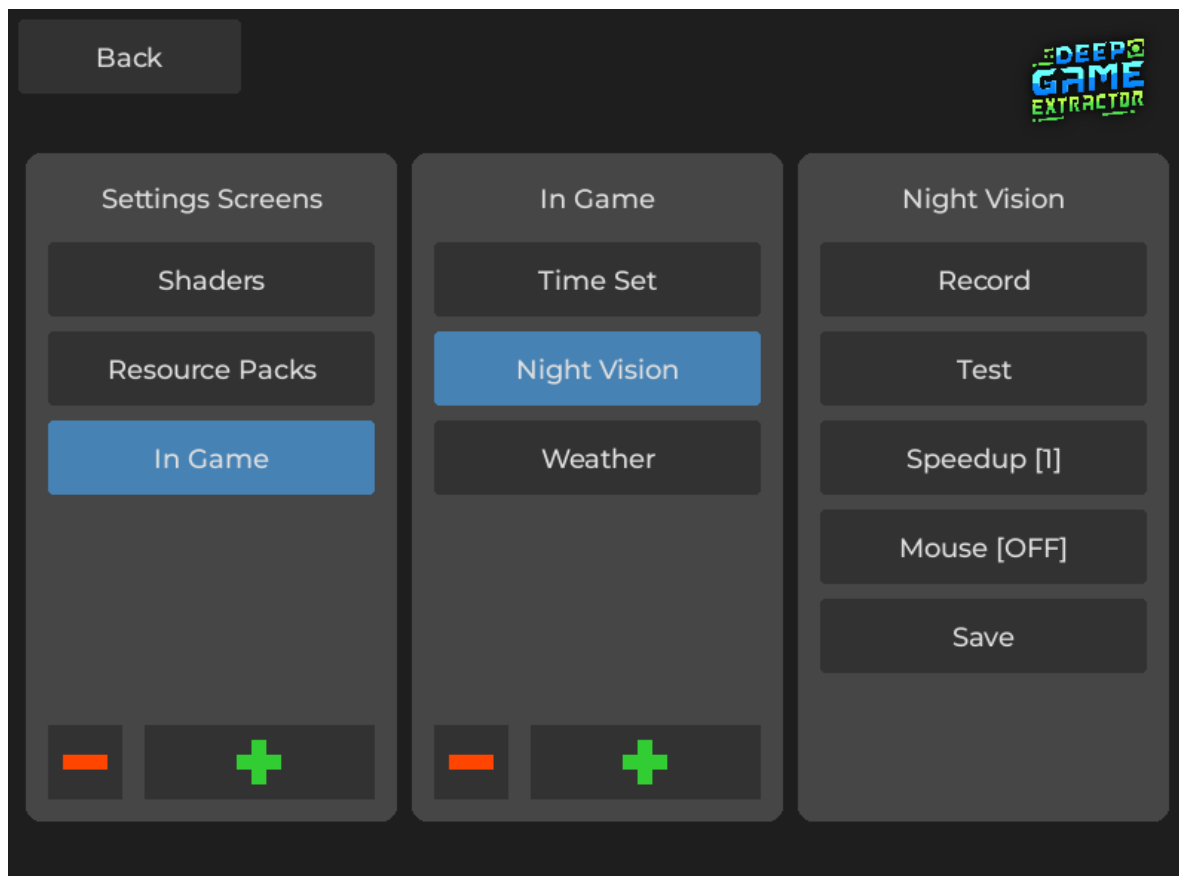 Back
DEEP
GAME
EXTRACTOR
Settings Screens
Shaders
Resource Packs
In Game
In Game
Time Set
Night Vision
Weather
Night Vision
Record
Test
Speedup [1]
Mouse [OFF]
Save